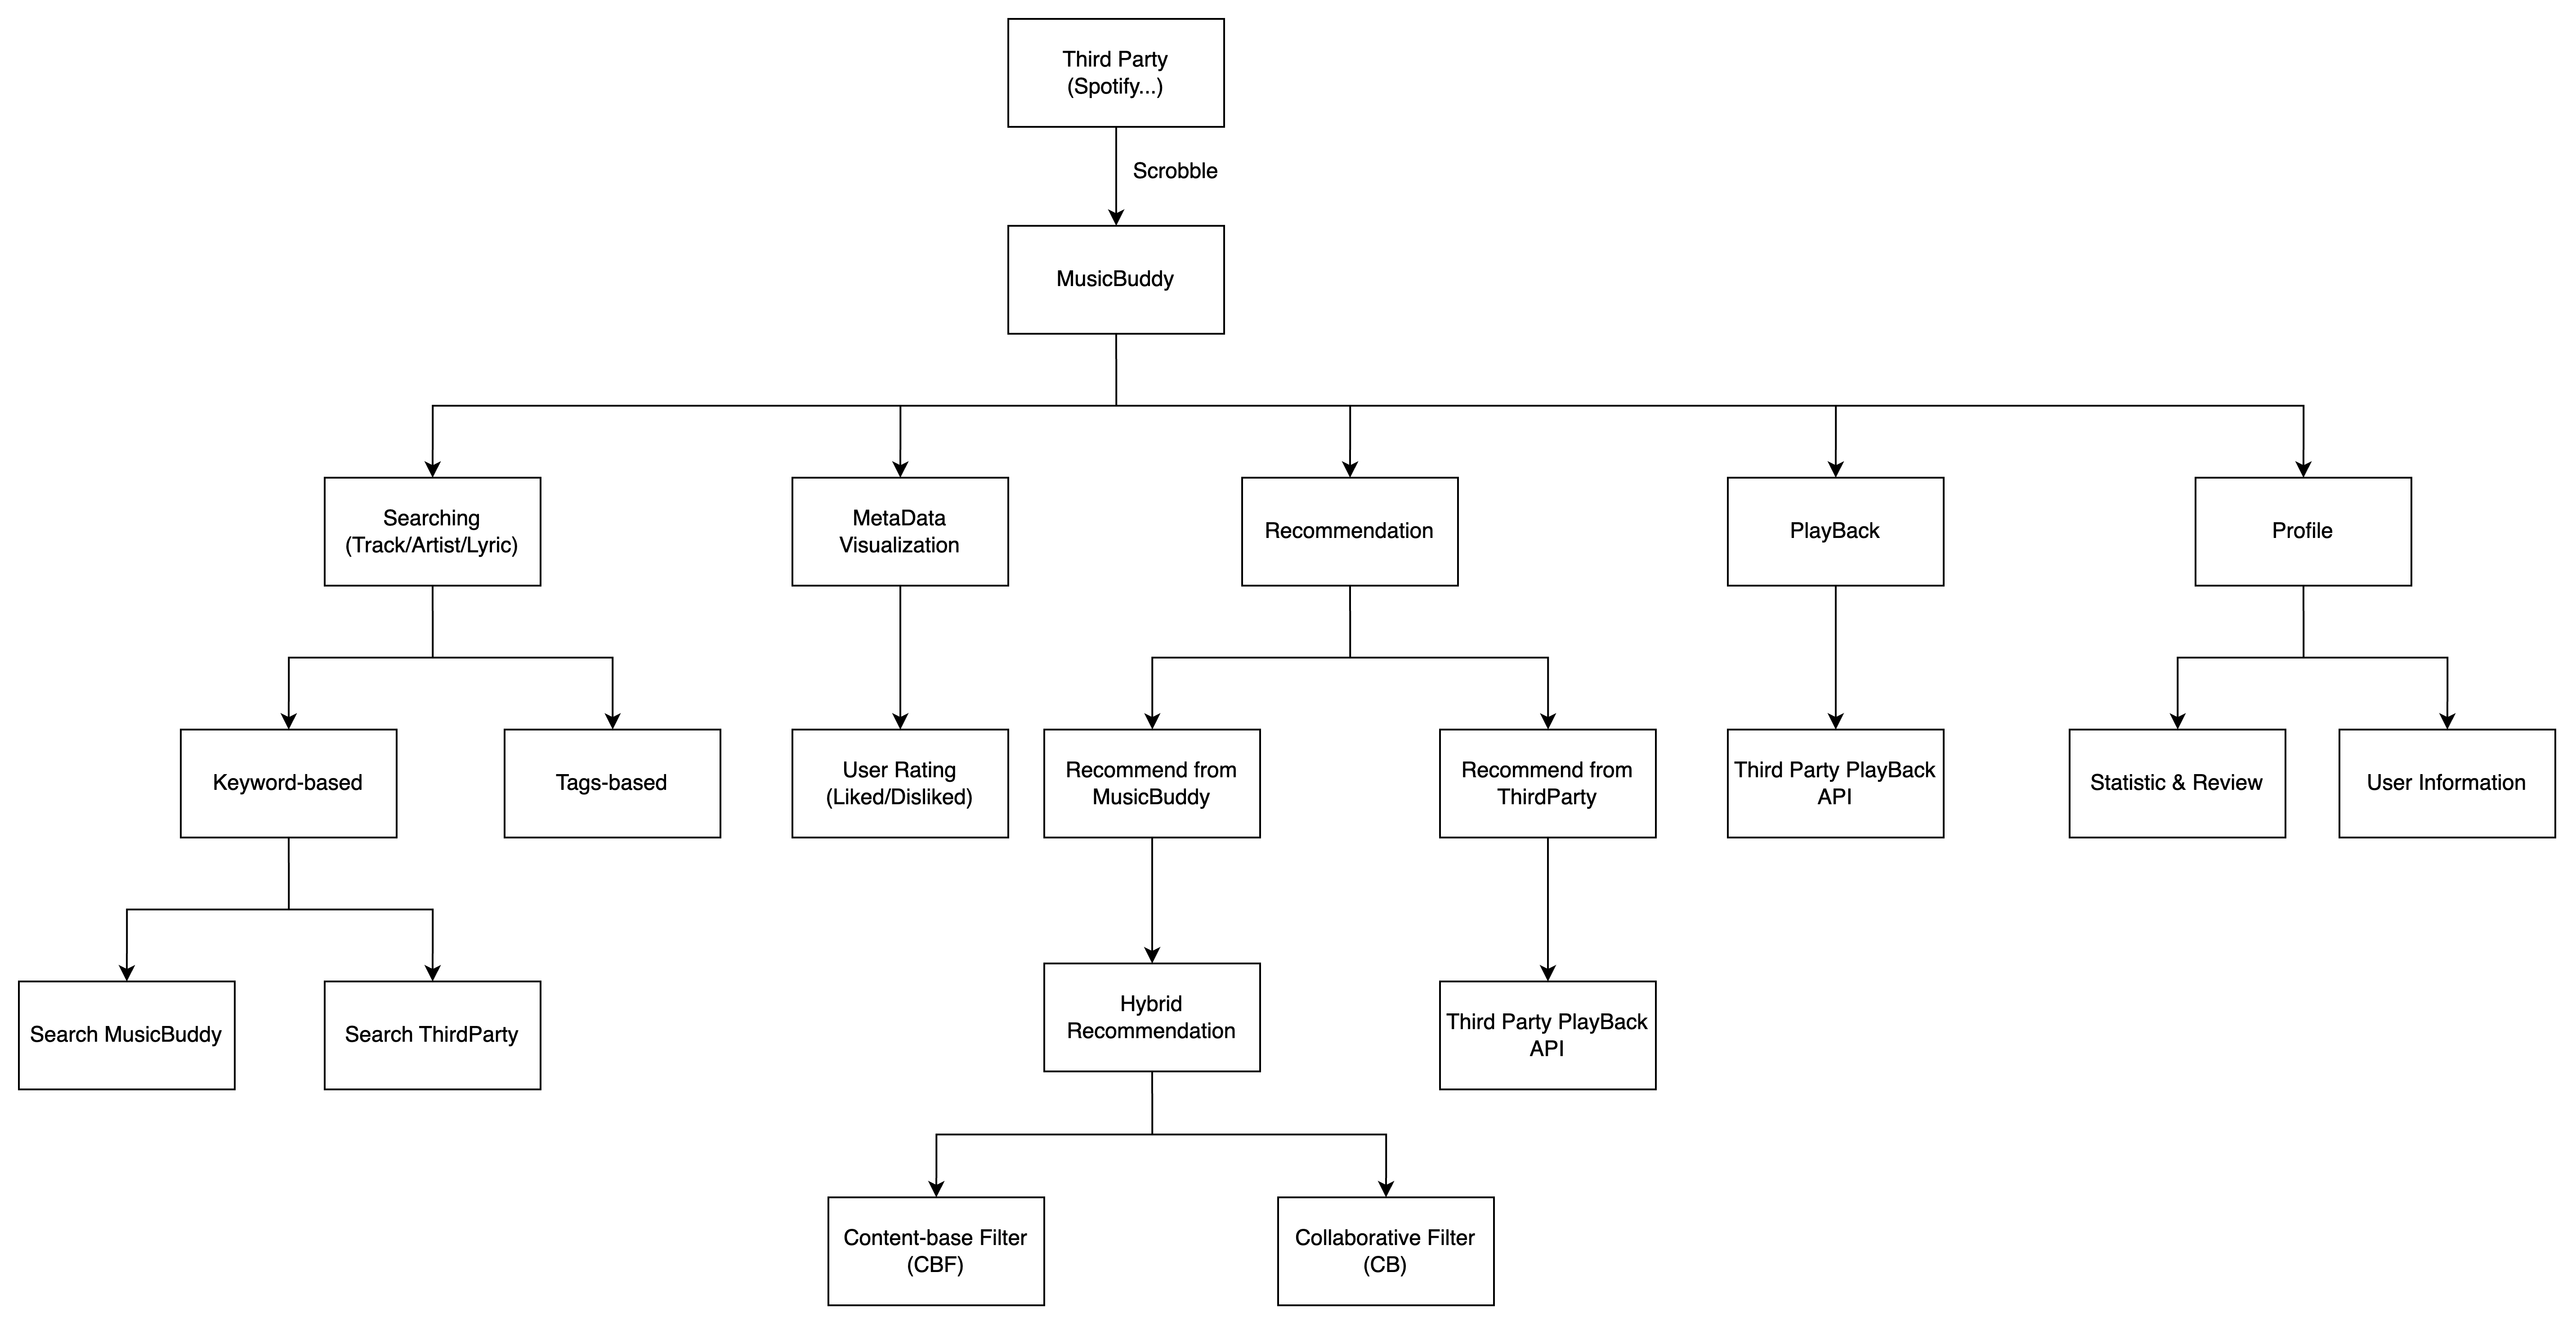 Third Party
(Spotify...)
Scrobble
MusicBuddy
Searching
(Track/Artist/Lyric)
MetaData
Visualization
Recommendation
PlayBack
Profile
Keyword-based
Tags-based
User Rating
(Liked/Disliked)
Recommend from
MusicBuddy
Recommend from
ThirdParty
Third Party PlayBack
API
Statistic & Review
User Information
Search MusicBuddy
Search ThirdParty
Hybrid
Recommendation
Third Party PlayBack
API
Content-base Filter
(CBF)
Collaborative Filter
(CB)